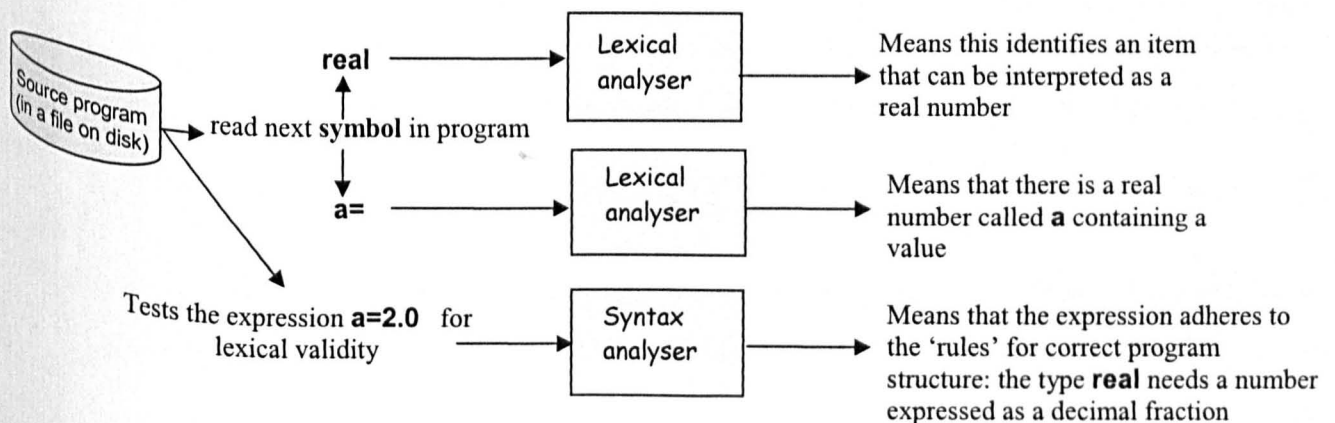 Source program
(in a file on disk)
real
read next symbol in program
a=
Lexical
analyser
Means this identifies an item
that can be interpreted as a
real number
Lexical
analyser
Means that there is a real
number called a containing a
value
Tests the expression a=2.0 for
lexical validity
Syntax
analyser
Means that the expression adheres to
the ‘rules’ for correct program
structure: the type real needs a number
expressed as a decimal fraction